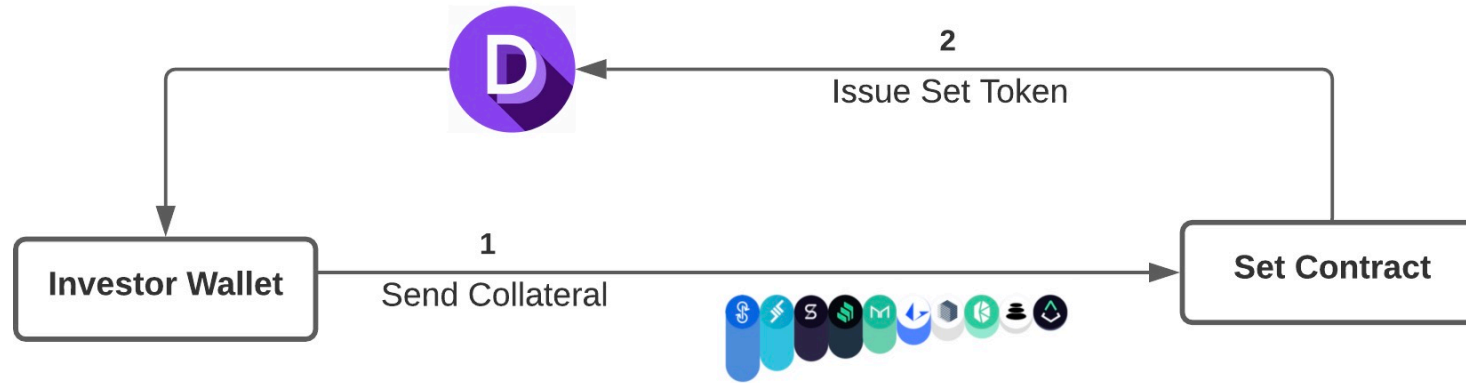 2
Issue Set Token
1
Investor Wallet
Set Contract
Send Collateral